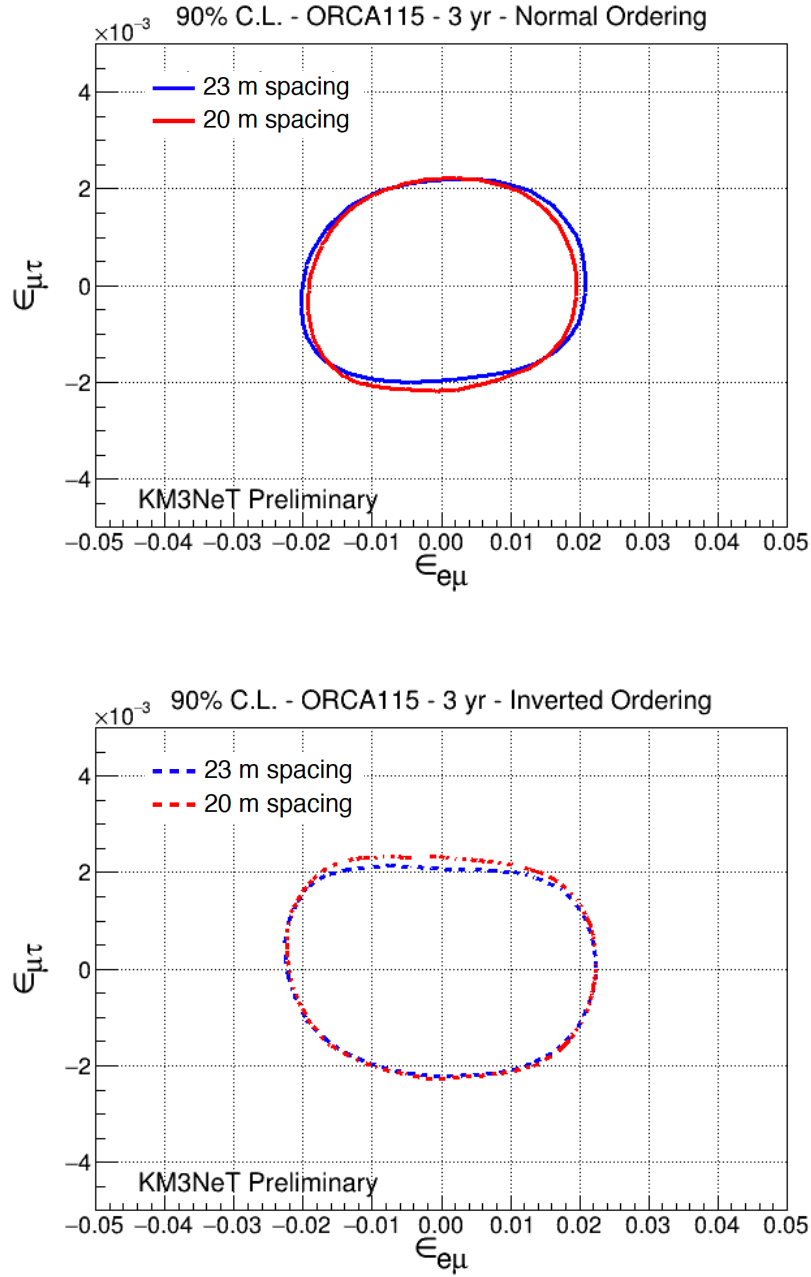 90% C.L. - ORCA115 - 3 yr - Normal Ordering
×10⁻³
23 m spacing
20 m spacing
4
2
0
−2
−4
∈μτ
KM3NeT Preliminary
−0.05 −0.04 −0.03 −0.02 −0.01 0.00 0.01 0.02 0.03 0.04 0.05
∈eμ
90% C.L. - ORCA115 - 3 yr - Inverted Ordering
×10⁻³
23 m spacing
20 m spacing
4
2
0
−2
−4
∈μτ
KM3NeT Preliminary
−0.05 −0.04 −0.03 −0.02 −0.01 0.00 0.01 0.02 0.03 0.04 0.05
∈eμ